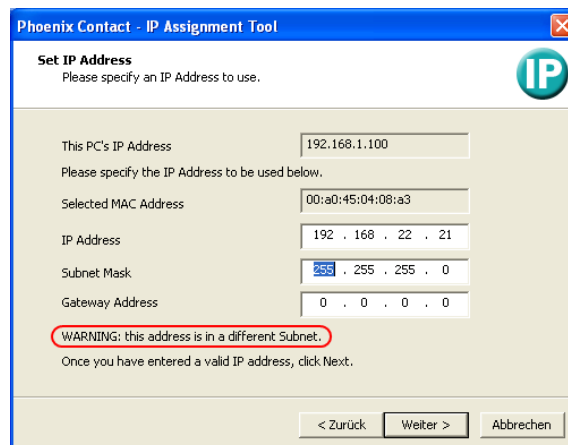 Phoenix Contact - IP Assignment Tool
Set IP Address
Please specify an IP Address to use.
IP
This PC's IP Address 192.168.1.100
Please specify the IP Address to be used below.
Selected MAC Address 00:a0:45:04:08:a3
IP Address 192 . 168 . 22 . 21
Subnet Mask 255 . 255 . 255 . 0
Gateway Address 0 . 0 . 0 . 0
WARNING: this address is in a different Subnet.
Once you have entered a valid IP address, click Next.
< Zurück Weiter > Abbrechen